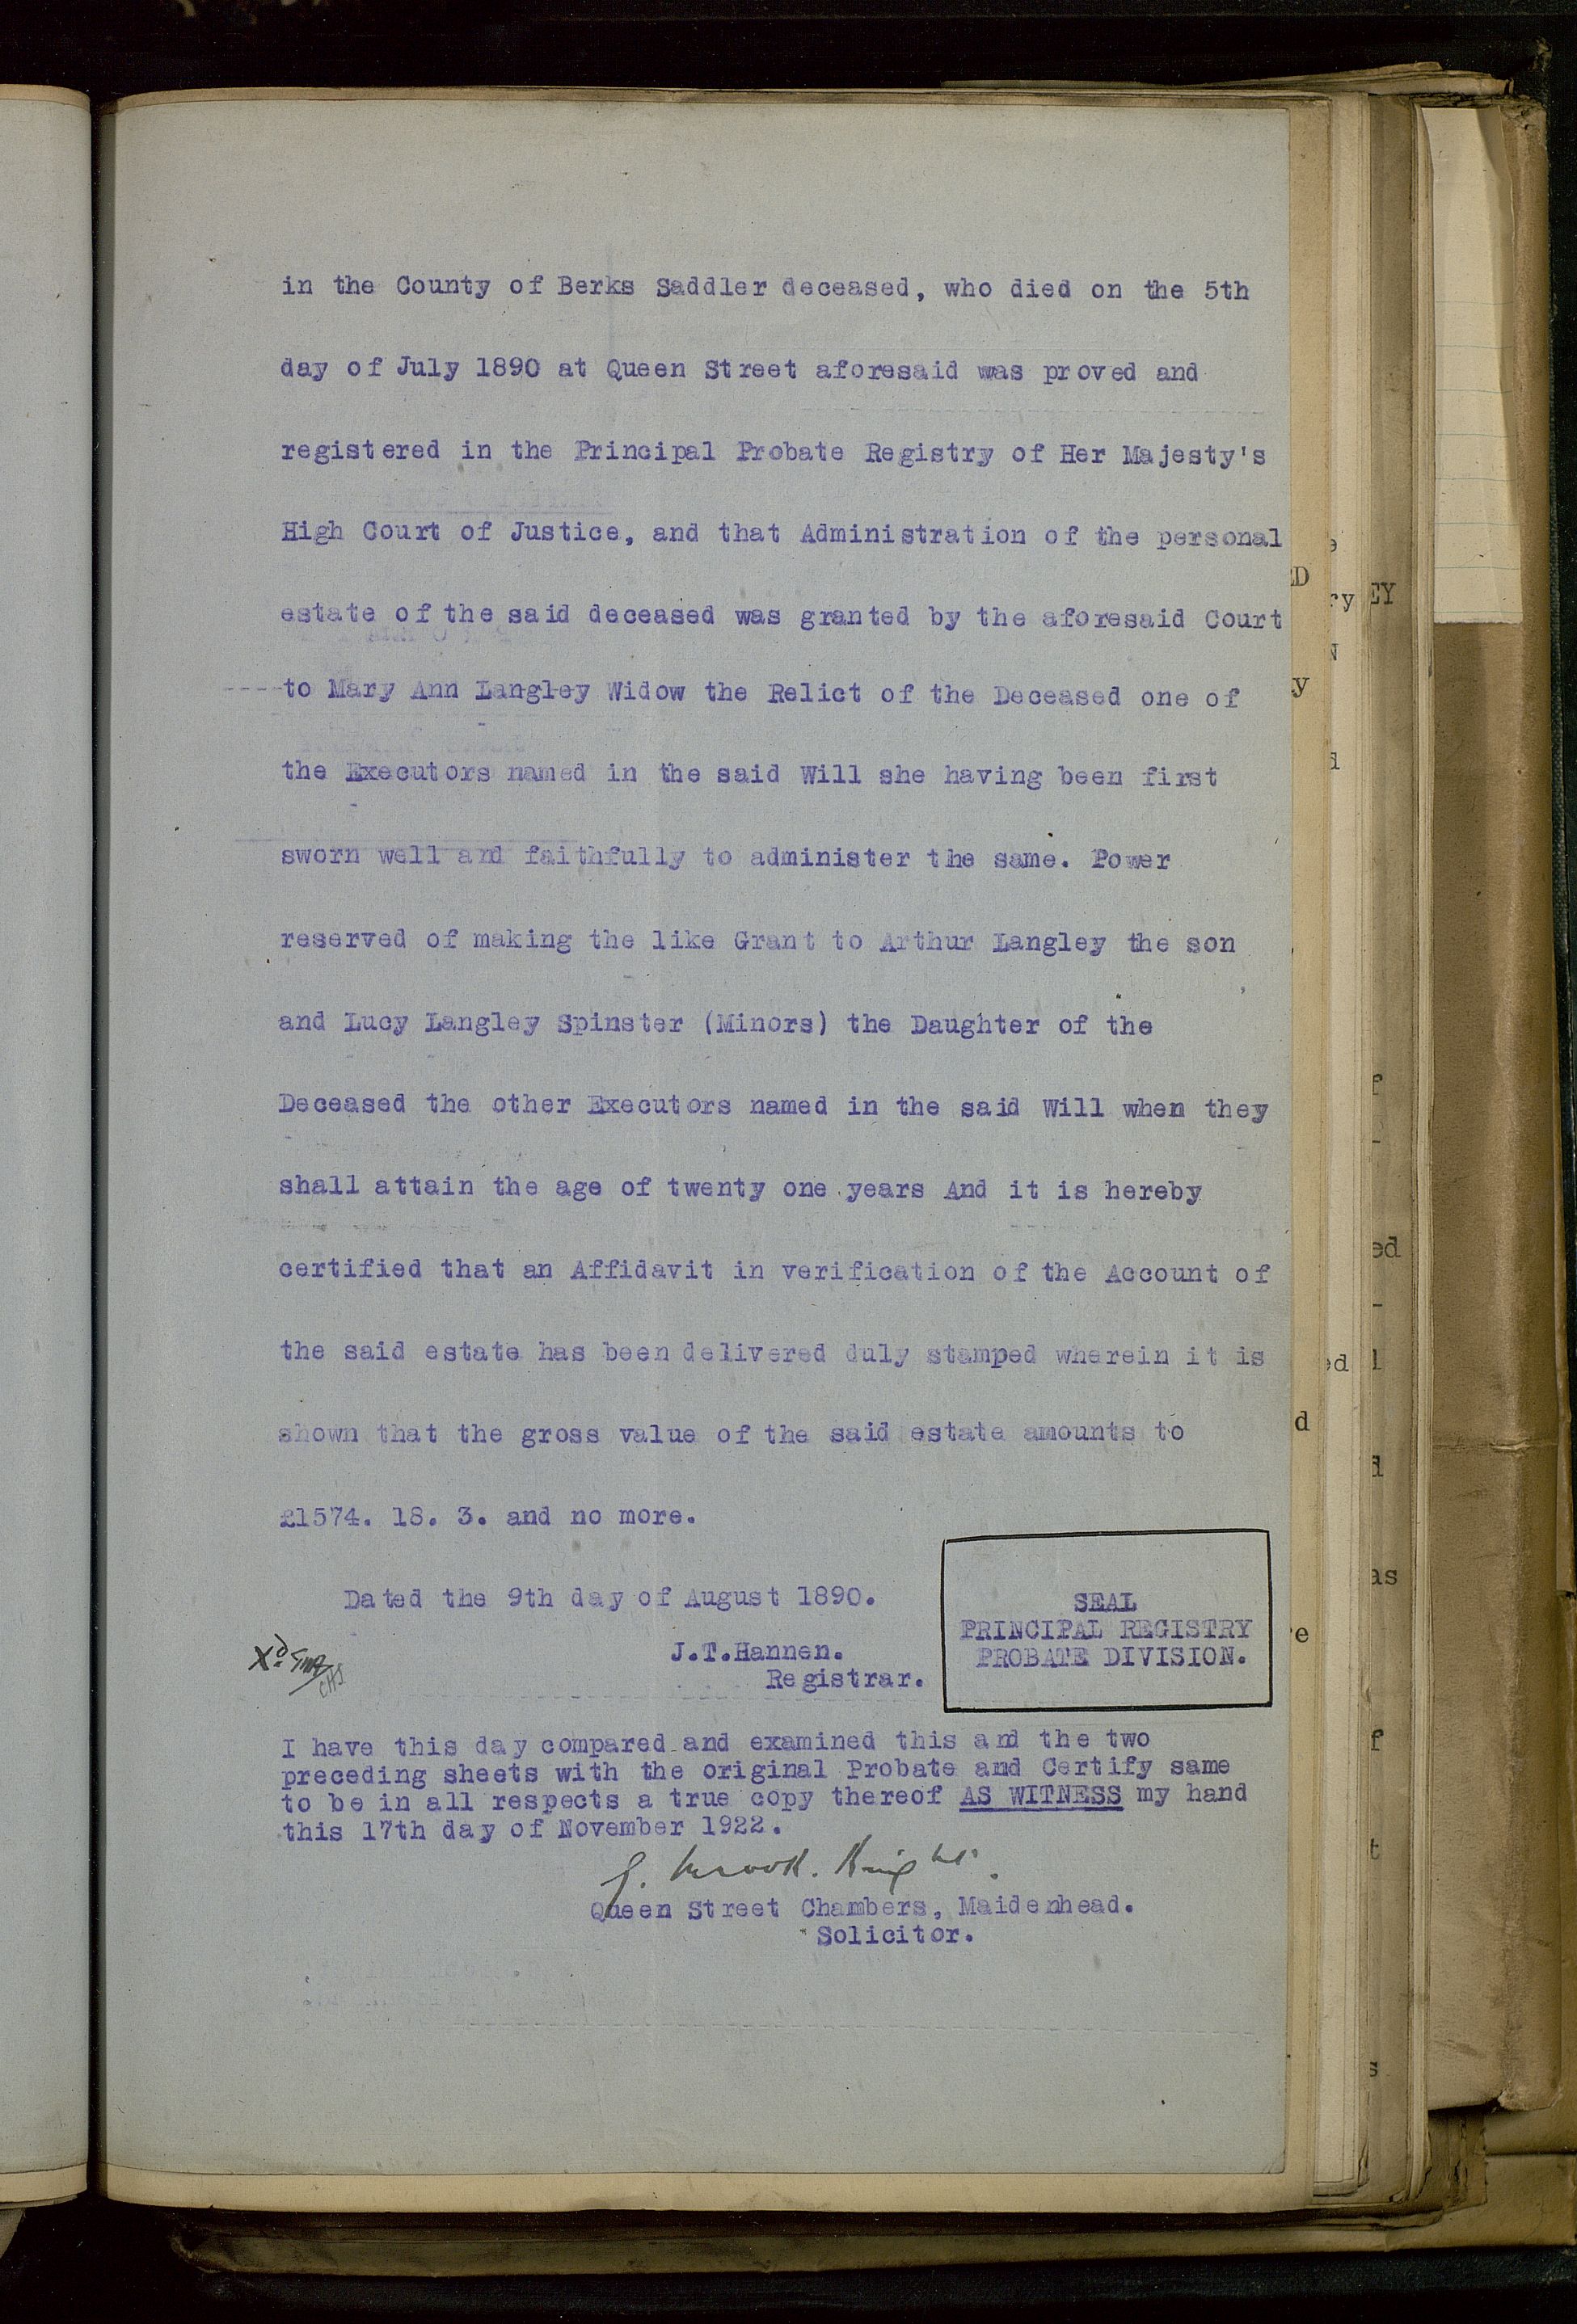 in the County of Berks Saddler deceased, who died on the 5th
day of July 1890 at Queen Street aforesaid was proved and
registered in the Principal Probate Registry of Her Majesty's
High Court of Justice, and that Administration of the personal
estate of the said deceased was granted by the aforesaid Court
----to Mary Ann Langley Widow the Relict of the Deceased one of
the Executors named in the said Will she having been first
sworn well and faithfully to administer the same. Power
reserved of making the like Grant to Arthur Langley the son
and Lucy Langley Spinster (Minors) the Daughter of the
Deceased the other Executors named in the said Will when they
shall attain the age of twenty one years And it is hereby
certified that an Affidavit in verification of the Account of
the said estate has been delivered duly stamped wherein it is
shown that the gross value of the said estate amounts to
£1574. 18. 3. and no more.
Dated the 9th day of August 1890.
J.T.Hannen.
Registrar.
SEAL
PRINCIPAL REGISTRY
PROBATE DIVISION.
I have this day compared and examined this and the two
preceding sheets with the original Probate and Certify same
to be in all respects a true copy thereof AS WITNESS my hand
this 17th day of November 1922.
Queen Street Chambers, Maidenhead.
Solicitor.